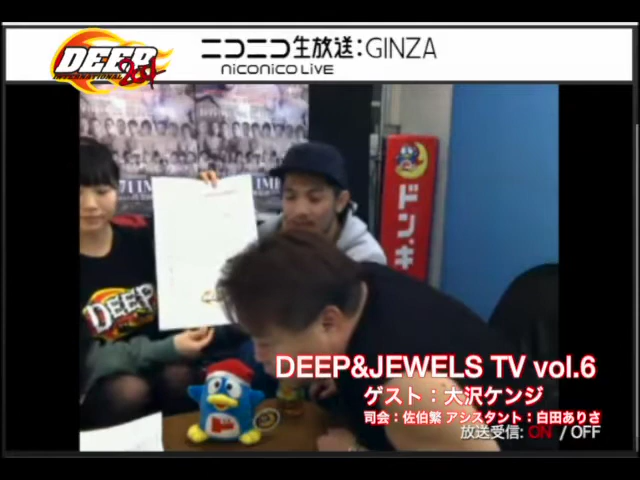 DEEP
INTERNATIONAL
ニコニコ生放送:GINZA
niconico Live
ドン.キ
DEEP
DEEP&JEWELS TV vol.6
ゲスト：大沢ケンジ
司会：佐伯繁 アシスタント：白田ありさ
放送受信: ON / OFF